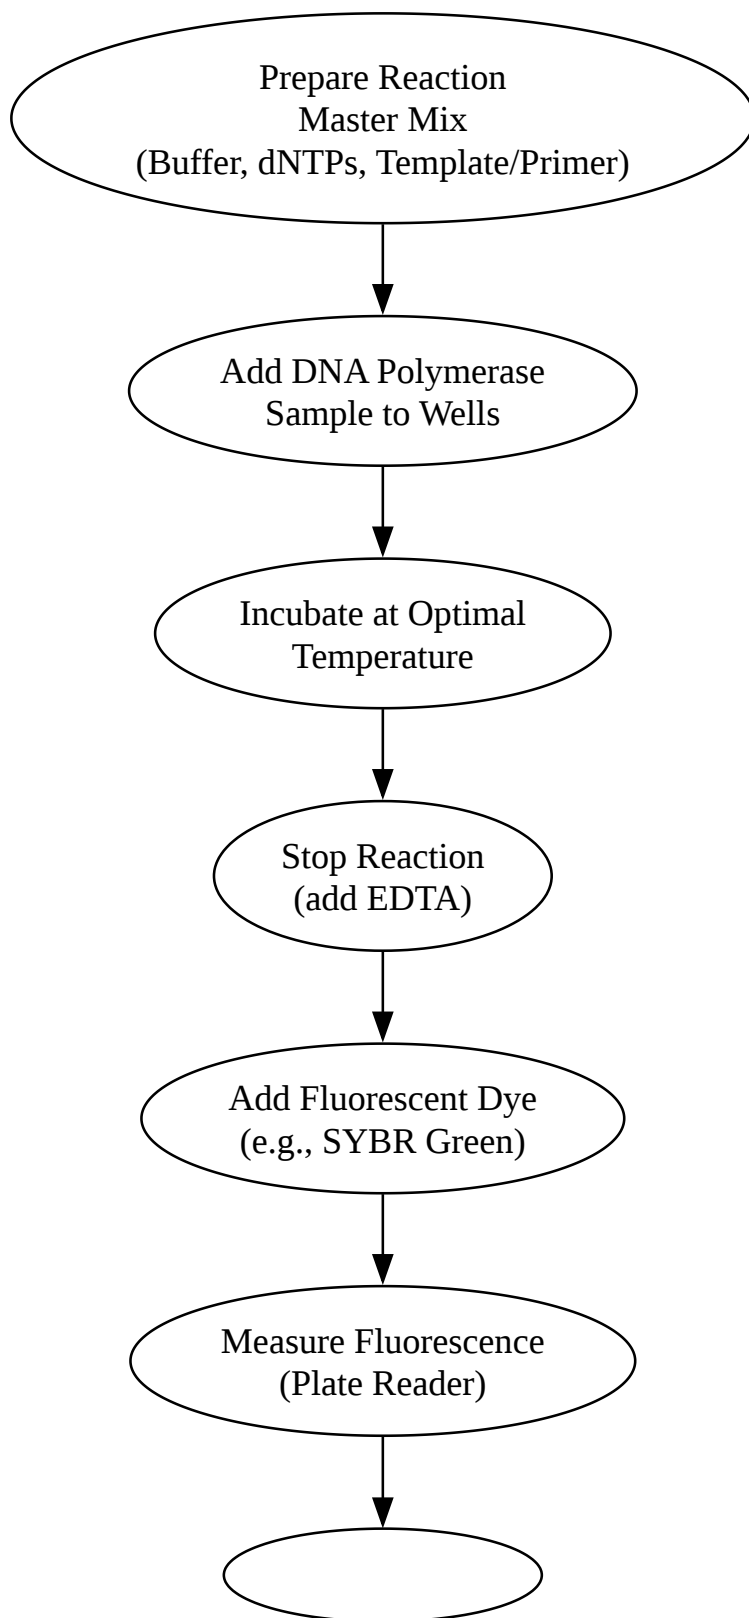 Prepare Reaction
Master Mix
(Buffer, dNTPs, Template/Primer)
Add DNA Polymerase
Sample to Wells
Incubate at Optimal
Temperature
Stop Reaction
(add EDTA)
Add Fluorescent Dye
(e.g., SYBR Green)
Measure Fluorescence
(Plate Reader)